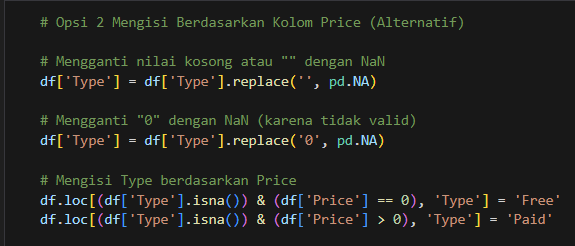 # Opsi 2 Mengisi Berdasarkan Kolom Price (Alternatif)
# Mengganti nilai kosong atau "" dengan NaN
df['Type'] = df['Type'].replace('', pd.NA)
# Mengganti "0" dengan NaN (karena tidak valid)
df['Type'] = df['Type'].replace('0', pd.NA)
# Mengisi Type berdasarkan Price
df.loc[(df['Type'].isna()) & (df['Price'] == 0), 'Type'] = 'Free'
df.loc[(df['Type'].isna()) & (df['Price'] > 0), 'Type'] = 'Paid'